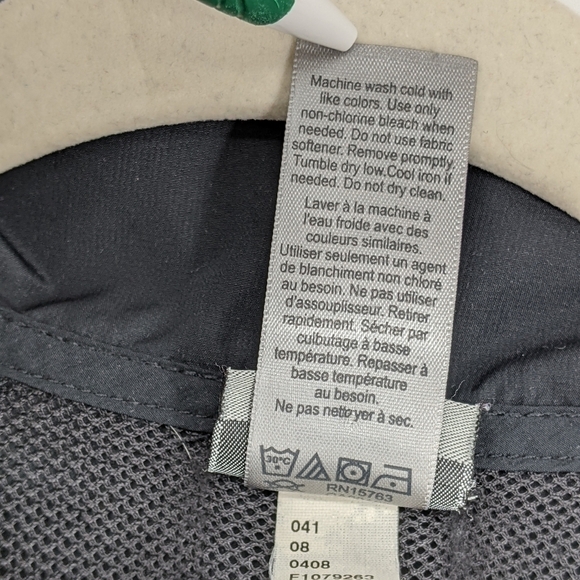 Machine wash cold with
like colors. Use only
non-chlorine bleach when
needed. Do not use fabric
softener. Remove promptly.
Tumble dry low.Cool iron if
needed. Do not dry clean.
Laver à la machine à
l'eau froide avec des
couleurs similaires.
Utiliser seulement un agent
de blanchiment non chloré
au besoin. Ne pas utiliser
d'assouplisseur. Retirer
rapidement. Sécher par
culbutage à basse
température. Repasser à
basse température
au besoin.
Ne pas nettoyer à sec.
30°C
RN15763
041
08
0408
E1079263